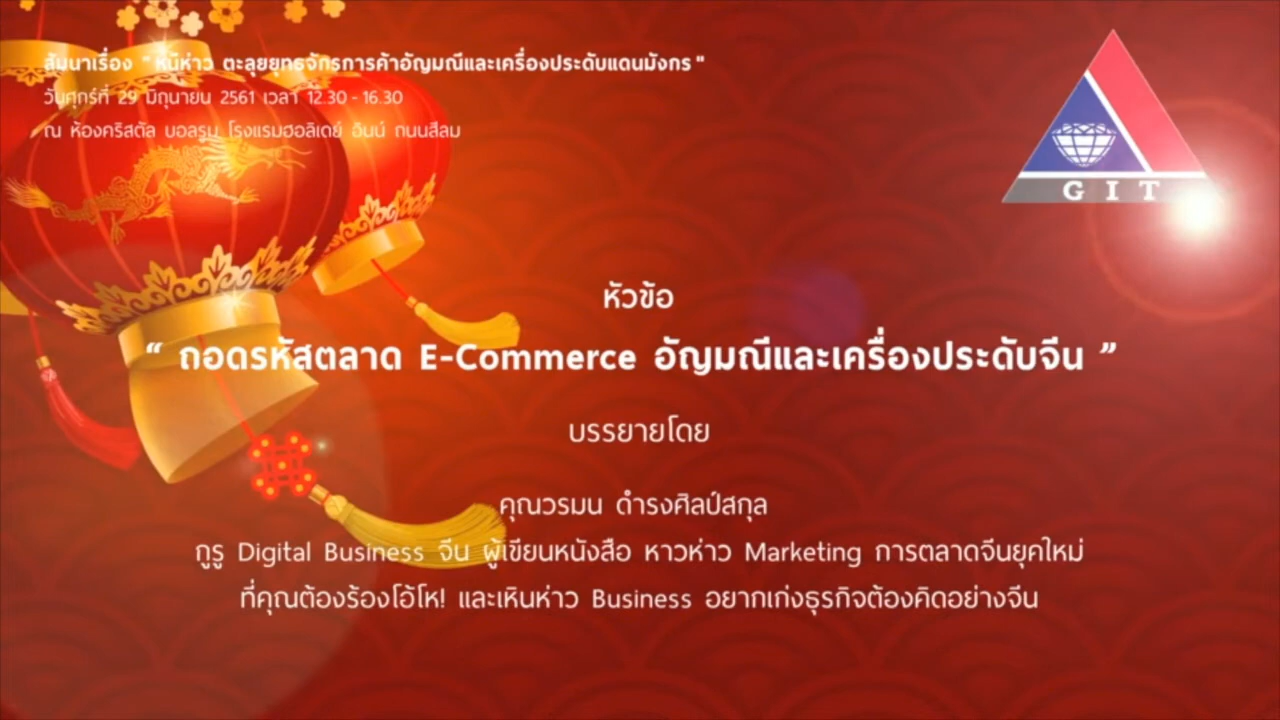 สัมนาเรื่อง "หนีห่าว ตะลุยยุทธจักรการค้าอัญมณีและเครื่องประดับแดนมังกร"
วันศุกร์ที่ 29 มิถุนายน 2561 เวลา 12.30 - 16.30
ณ ห้องคริสตัล บอลรูม โรงแรมฮอลิเดย์ อินน์ ถนนสีลม
GIT
หัวข้อ
“ ถอดรหัสตลาด E-Commerce อัญมณีและเครื่องประดับจีน ”
บรรยายโดย
คุณวรมน ดำรงศิลป์สกุล
กูรู Digital Business จีน ผู้เขียนหนังสือ หาวห่าว Marketing การตลาดจีนยุคใหม่
ที่คุณต้องร้องโอ้โห! และเหินห่าว Business อยากเก่งธุรกิจต้องคิดอย่างจีน